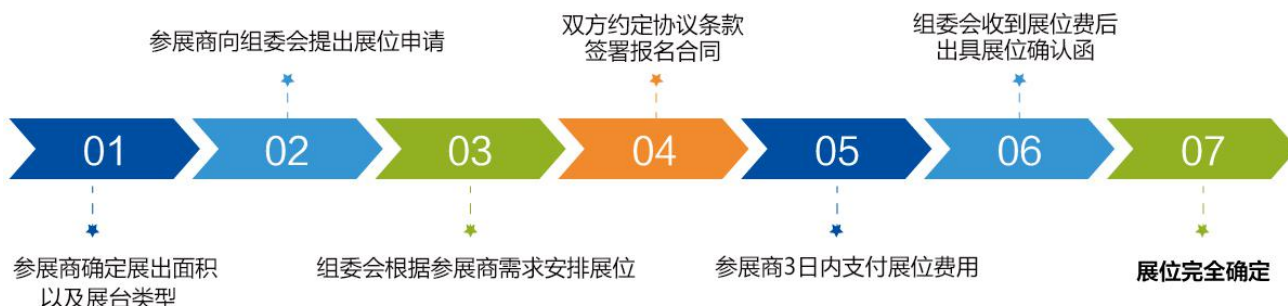 参展商向组委会提出展位申请
双方约定协议条款
签署报名合同
组委会收到展位费后
出具展位确认函
01
02
03
04
05
06
07
参展商确定展出面积
以及展台类型
组委会根据参展商需求安排展位
参展商3日内支付展位费用
展位完全确定